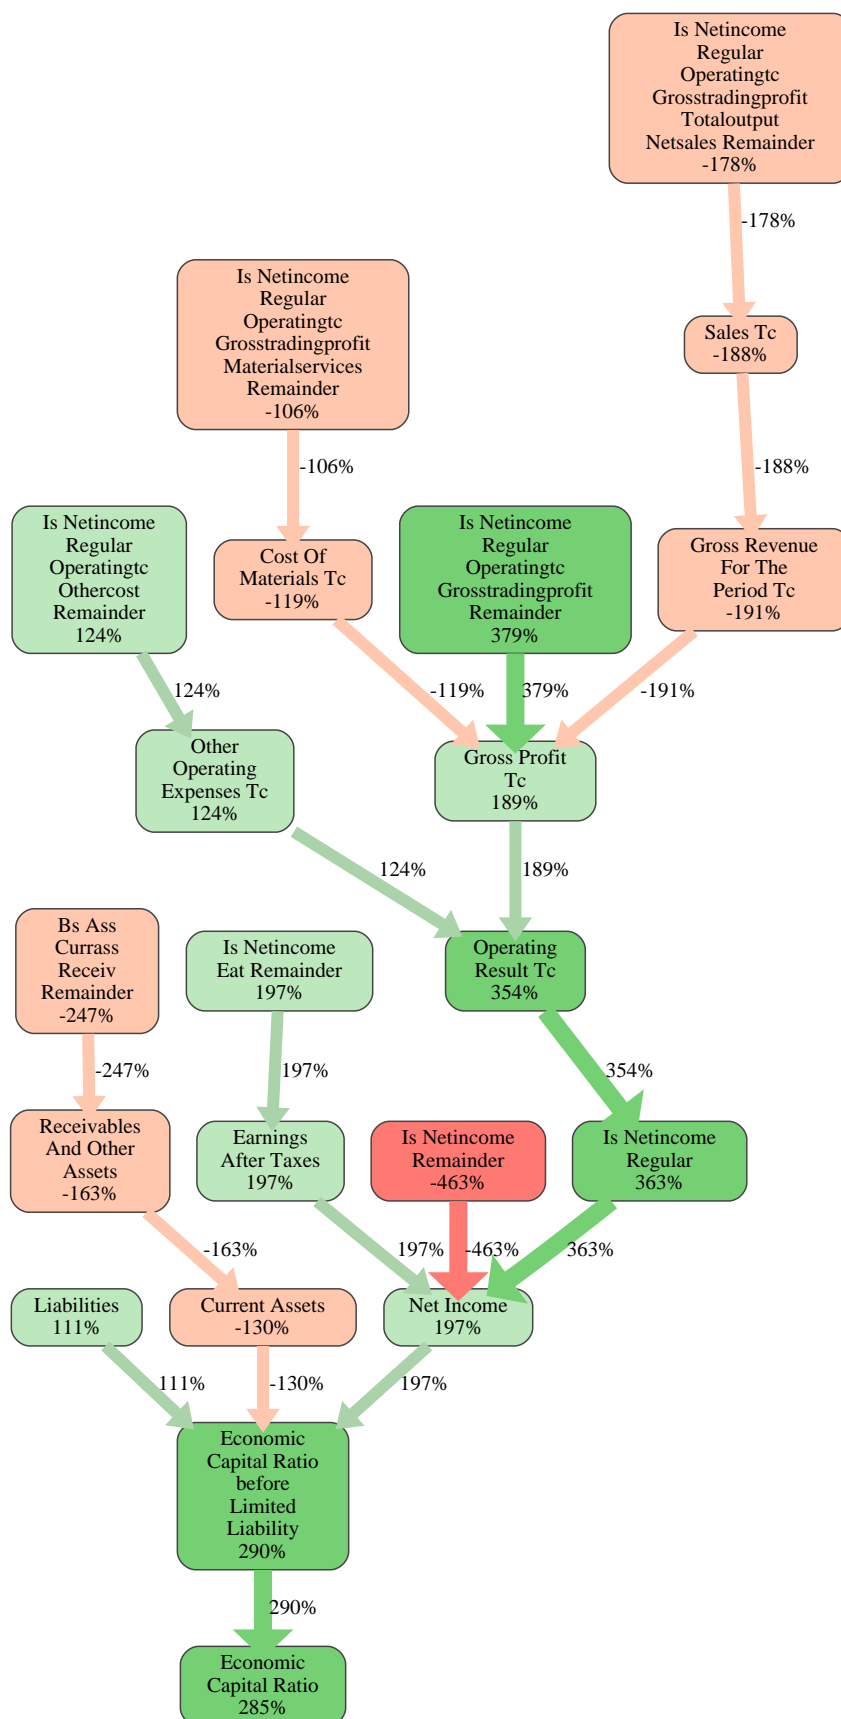 Is Netincome
Regular
Operatingtc
Grosstradingprofit
Totaloutput
Netsales Remainder
-178%
-178%
Is Netincome
Regular
Operatingtc
Grosstradingprofit
Materialservices
Remainder
-106%
Sales Tc
-188%
-106%
-188%
Is Netincome
Regular
Operatingtc
Othercost
Remainder
124%
Cost Of
Materials Tc
-119%
Is Netincome
Regular
Operatingtc
Grosstradingprofit
Remainder
379%
Gross Revenue
For The
Period Tc
-191%
124%
-119%
379%
-191%
Other
Operating
Expenses Tc
124%
Gross Profit
Tc
189%
124%
189%
Bs Ass
Currass
Receiv
Remainder
-247%
Is Netincome
Eat Remainder
197%
Operating
Result Tc
354%
-247%
197%
354%
Receivables
And Other
Assets
-163%
Earnings
After Taxes
197%
Is Netincome
Remainder
-463%
Is Netincome
Regular
363%
-163%
197%
-463%
363%
Liabilities
111%
Current Assets
-130%
Net Income
197%
111%
-130%
197%
Economic
Capital Ratio
before
Limited
Liability
290%
290%
Economic
Capital Ratio
285%